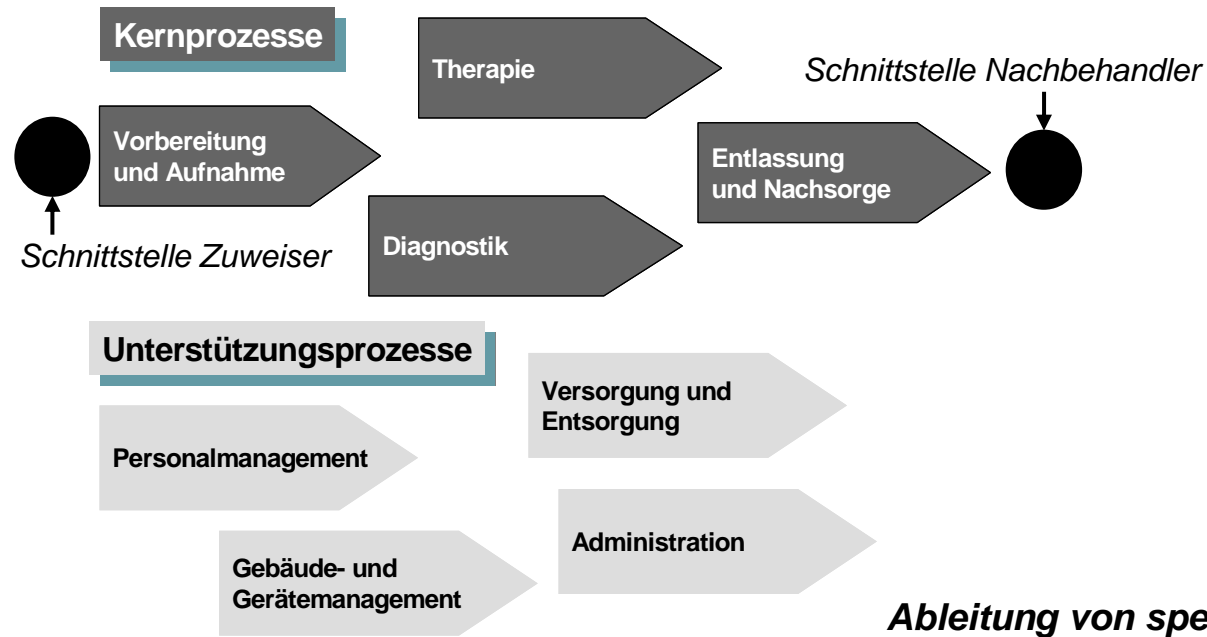 Kernprozesse
Therapie
Schnittstelle Nachbehandler
Vorbereitung
und Aufnahme
Entlassung
und Nachsorge
Schnittstelle Zuweiser
Diagnostik
Unterstützungsprozesse
Versorgung und
Entsorgung
Personalmanagement
Administration
Gebäude- und
Gerätemanagement
Ableitung von spe